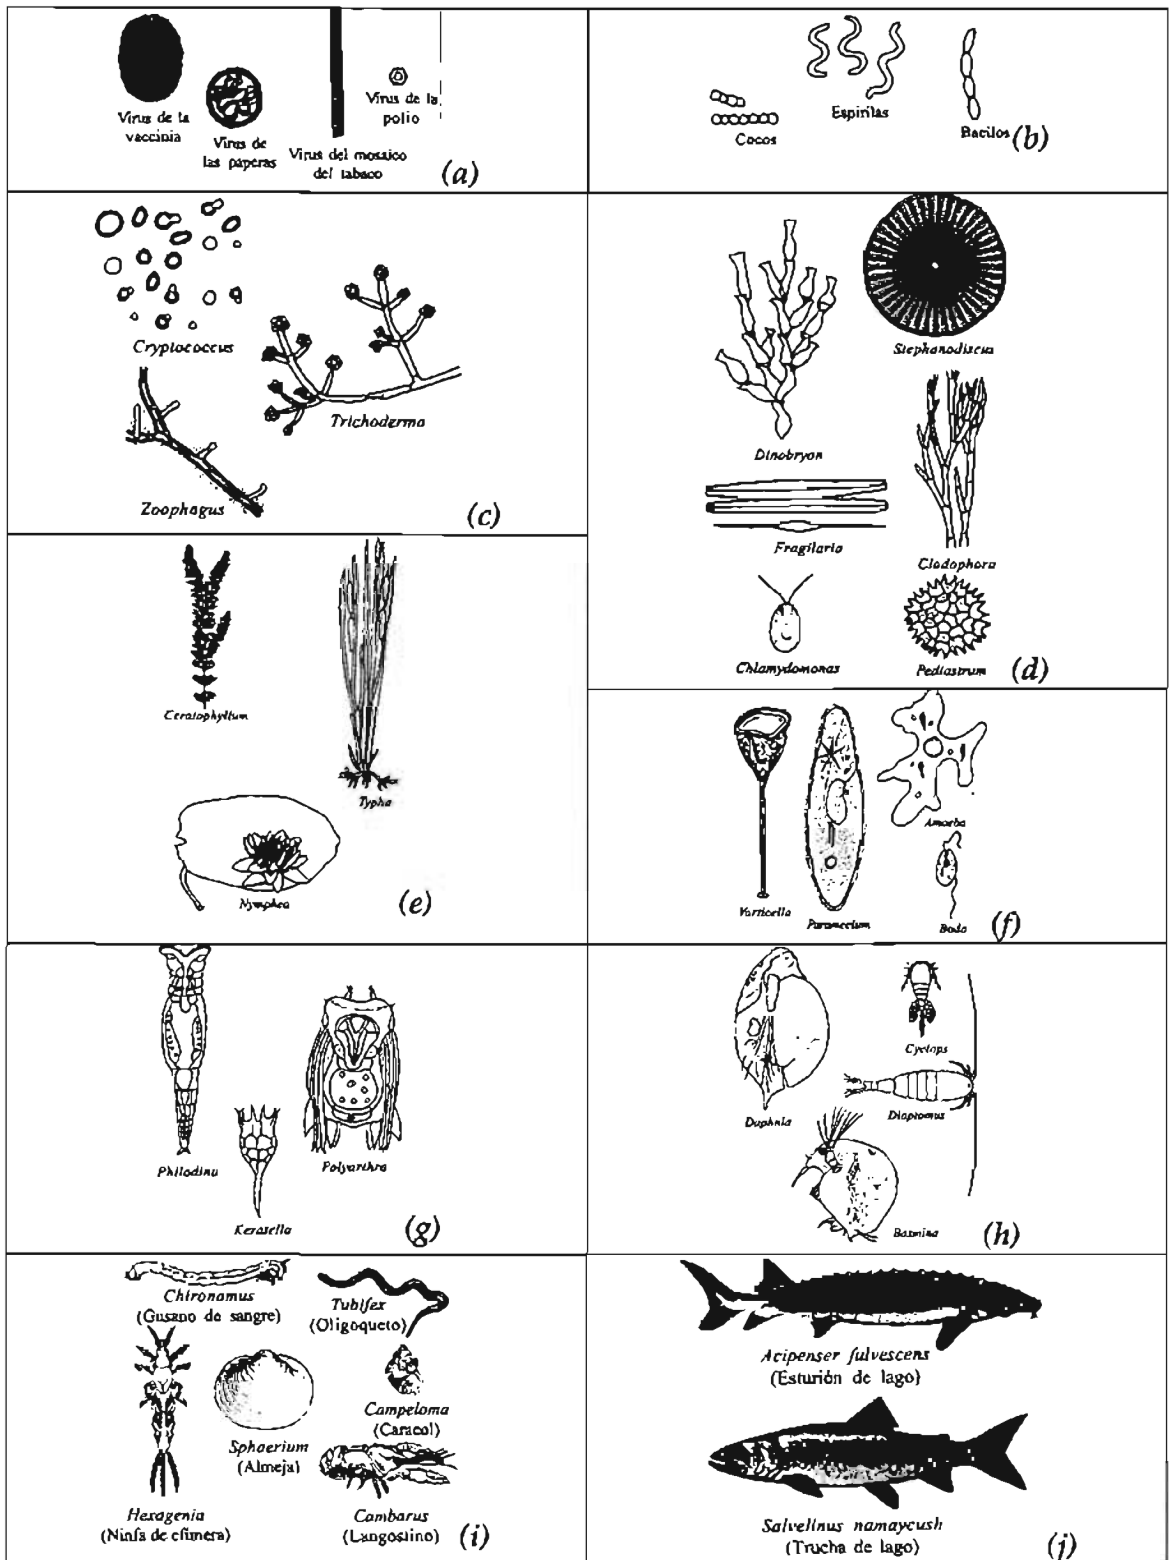 Virus de la
vaccinia
Virus de
las paperas
Virus del mosaico
del tabaco
Virus de la
polio
(a)
Cocos
Espirilas
Bacilos
(b)
Cryptococcus
Trichoderma
Zoophagus
(c)
Stephanodiscus
Dinobryon
Fragilaria
Cladophora
Chlamydomonas
Pediastrum
(d)
Ceratophyllum
Typha
Nymphea
(e)
Vorticella
Paramecium
Amoeba
Bodo
(f)
Philodina
Keratella
Polyarthra
(g)
Daphnia
Cyclops
Diaptomus
Bosmina
(h)
Chironamus
(Gusano de sangre)
Tubifex
(Oligoqueto)
Campeloma
(Caracol)
Sphaerium
(Almeja)
Hexagenia
(Ninfa de efimera)
Cambarus
(Langostino)
(i)
Acipenser fulvescens
(Esturión de lago)
Salvelinus namaycush
(Trucha de lago)
(j)